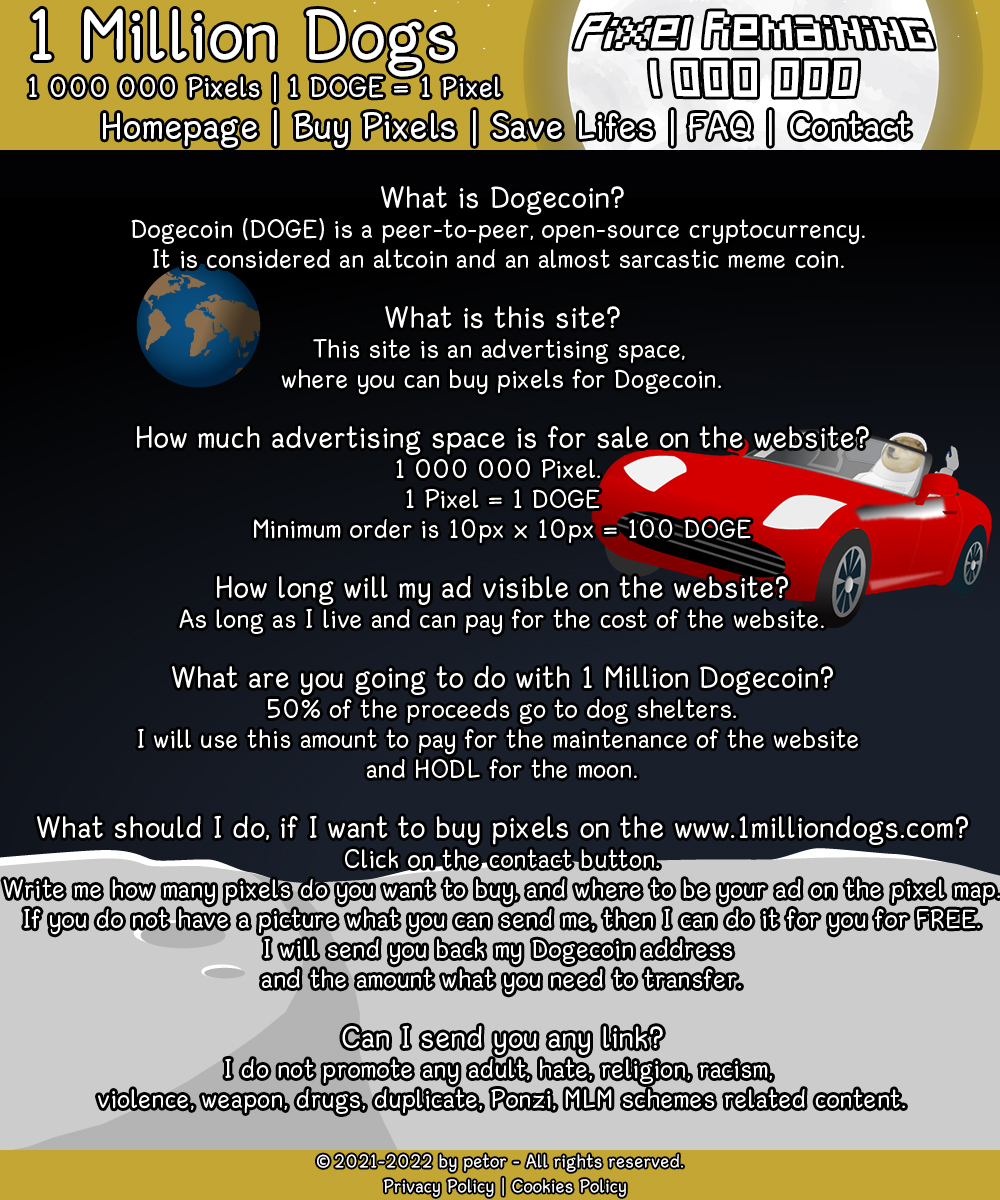 1 Million Dogs
1 000 000 Pixels | 1 DOGE = 1 Pixel
Pixel Remaining
1 000 000
Homepage | Buy Pixels | Save Lifes | FAQ | Contact
What is Dogecoin?
Dogecoin (DOGE) is a peer-to-peer, open-source cryptocurrency.
It is considered an altcoin and an almost sarcastic meme coin.
What is this site?
This site is an advertising space,
where you can buy pixels for Dogecoin.
How much advertising space is for sale on the website?
1 000 000 Pixel.
1 Pixel = 1 DOGE
Minimum order is 10px x 10px = 100 DOGE
How long will my ad visible on the website?
As long as I live and can pay for the cost of the website.
What are you going to do with 1 Million Dogecoin?
50% of the proceeds go to dog shelters.
I will use this amount to pay for the maintenance of the website
and HODL for the moon.
What should I do, if I want to buy pixels on the www.1milliondogs.com?
Click on the contact button.
Write me how many pixels do you want to buy, and where to be your ad on the pixel map.
If you do not have a picture what you can send me, then I can do it for you for FREE.
I will send you back my Dogecoin address
and the amount what you need to transfer.
Can I send you any link?
I do not promote any adult, hate, religion, racism,
violence, weapon, drugs, duplicate, Ponzi, MLM schemes related content.
© 2021-2022 by petor - All rights reserved.
Privacy Policy | Cookies Policy